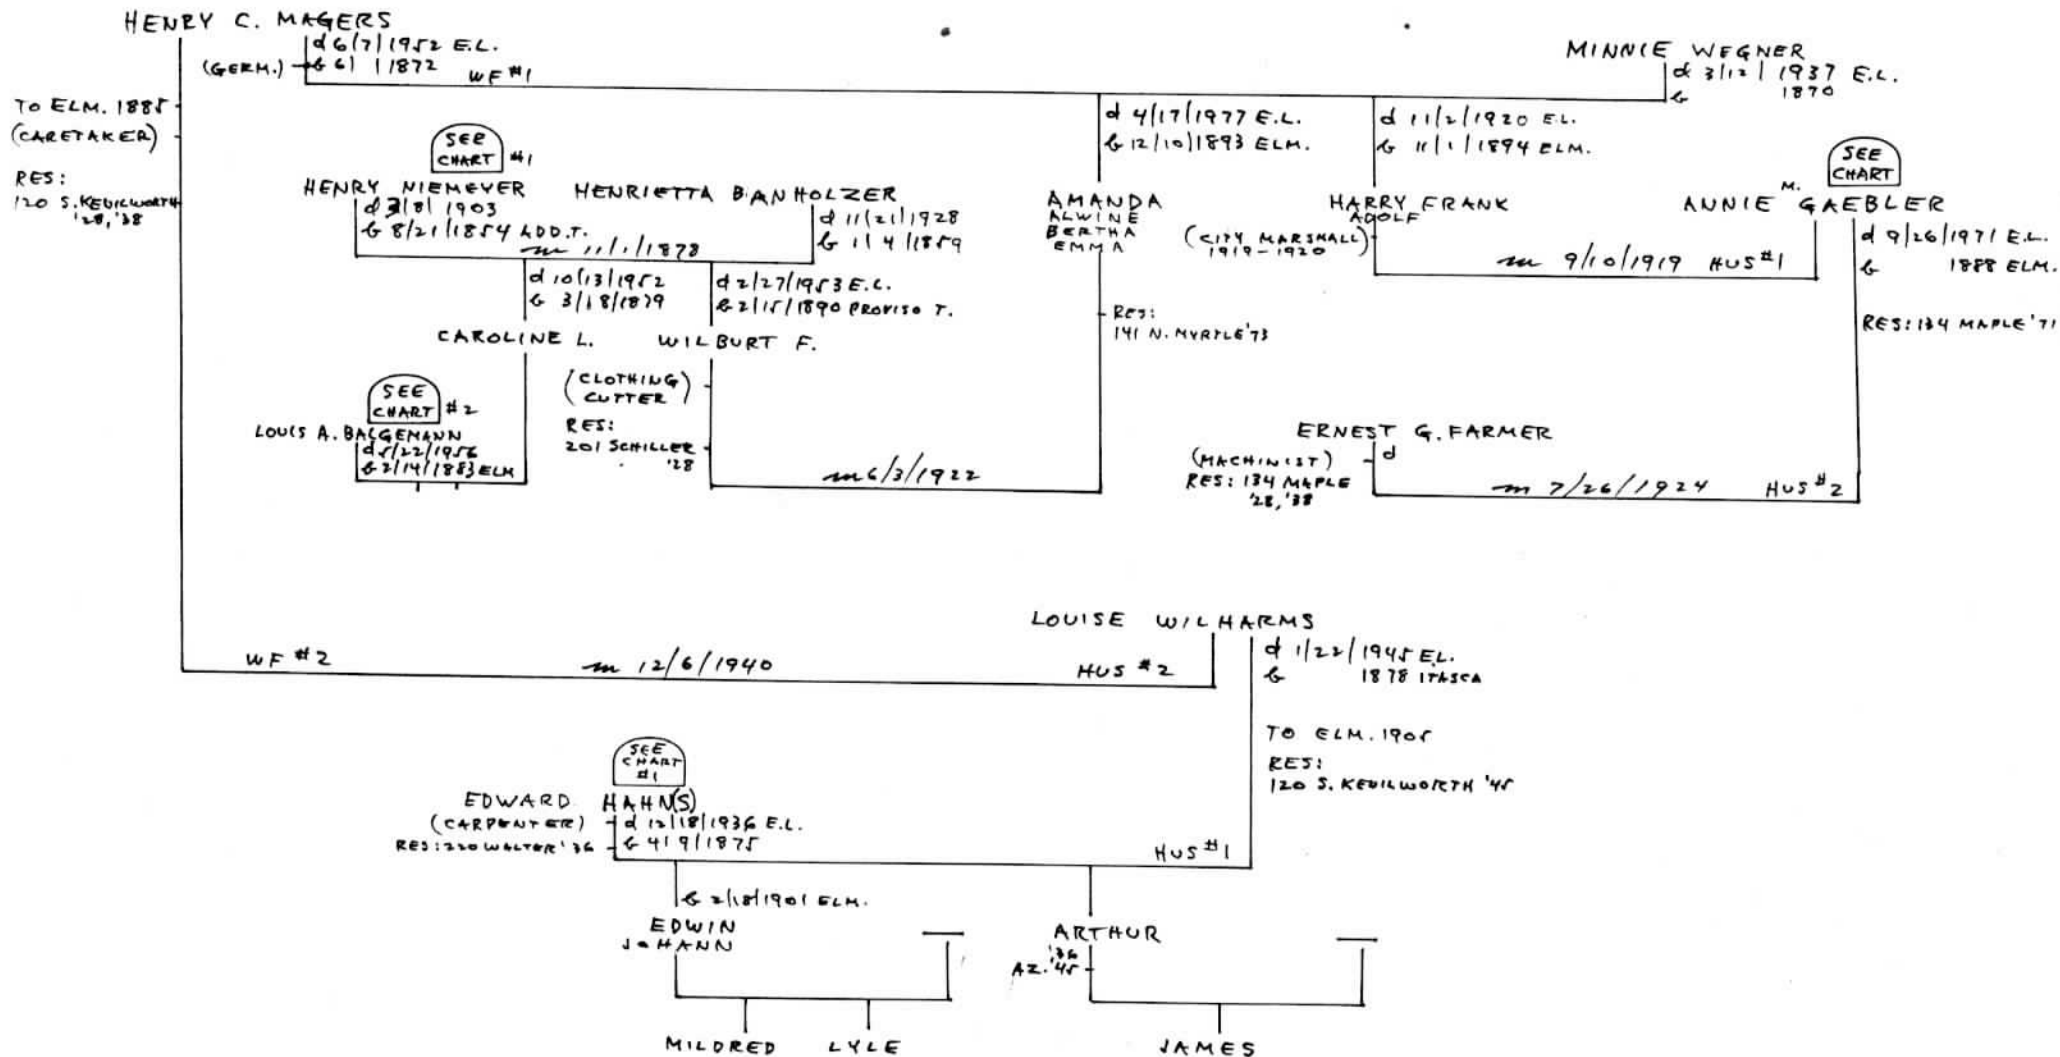 HENRY C. MAGERS
d 6/7/1952 E.L.
(GERM.) b 6/ /1872
WF #1
MINNIE WEGNER
d 3/12/1937 E.L.
b 1870
TO ELM. 1885
(CARETAKER)
RES:
120 S. KENILWORTH
'28, '38
SEE
CHART #1
HENRY NIEMEYER
d 3/8/1903
b 8/21/1854 ADD.T.
HENRIETTA BANHOLZER
d 11/21/1928
b 1/4/1859
m 11/1/1878
d 4/17/1977 E.L.
b 12/10/1893 ELM.
AMANDA
ALWINE
BERTHA
EMMA
RES:
141 N. MYRTLE '73
d 11/2/1920 E.L.
b 11/1/1894 ELM.
HARRY FRANK
ADOLF
(CITY MARSHALL)
1919-1920
SEE
CHART
ANNIE M. GAEBLER
d 9/26/1971 E.L.
b 1888 ELM.
m 9/10/1919 HUS #1
RES: 134 MAPLE '71
d 10/13/1952
b 3/18/1879
CAROLINE L.
d 2/27/1953 E.L.
b 2/15/1890 PROVISO T.
WILBURT F.
(CLOTHING)
CUTTER
RES:
201 SCHILLER
'28
SEE
CHART #2
LOUIS A. BALGEMANN
d 5/22/1956
b 2/14/1883 ELM
m 6/3/1922
ERNEST G. FARMER
d
(MACHINIST)
RES: 134 MAPLE
'28, '38
m 7/26/1924 HUS #2
LOUISE WILHARMS
d 1/22/1945 E.L.
b 1878 ITASCA
WF #2 m 12/6/1940 HUS #2
TO ELM. 1905
RES:
120 S. KENILWORTH '45
SEE
CHART
#1
EDWARD HAHN(S)
(CARPENTER) d 12/18/1936 E.L.
RES: 220 WALTER '36 b 4/9/1875
HUS #1
b 2/18/1901 ELM.
EDWIN
JOHANN
ARTHUR
'36
AZ. '45
MILDRED LYLE
JAMES